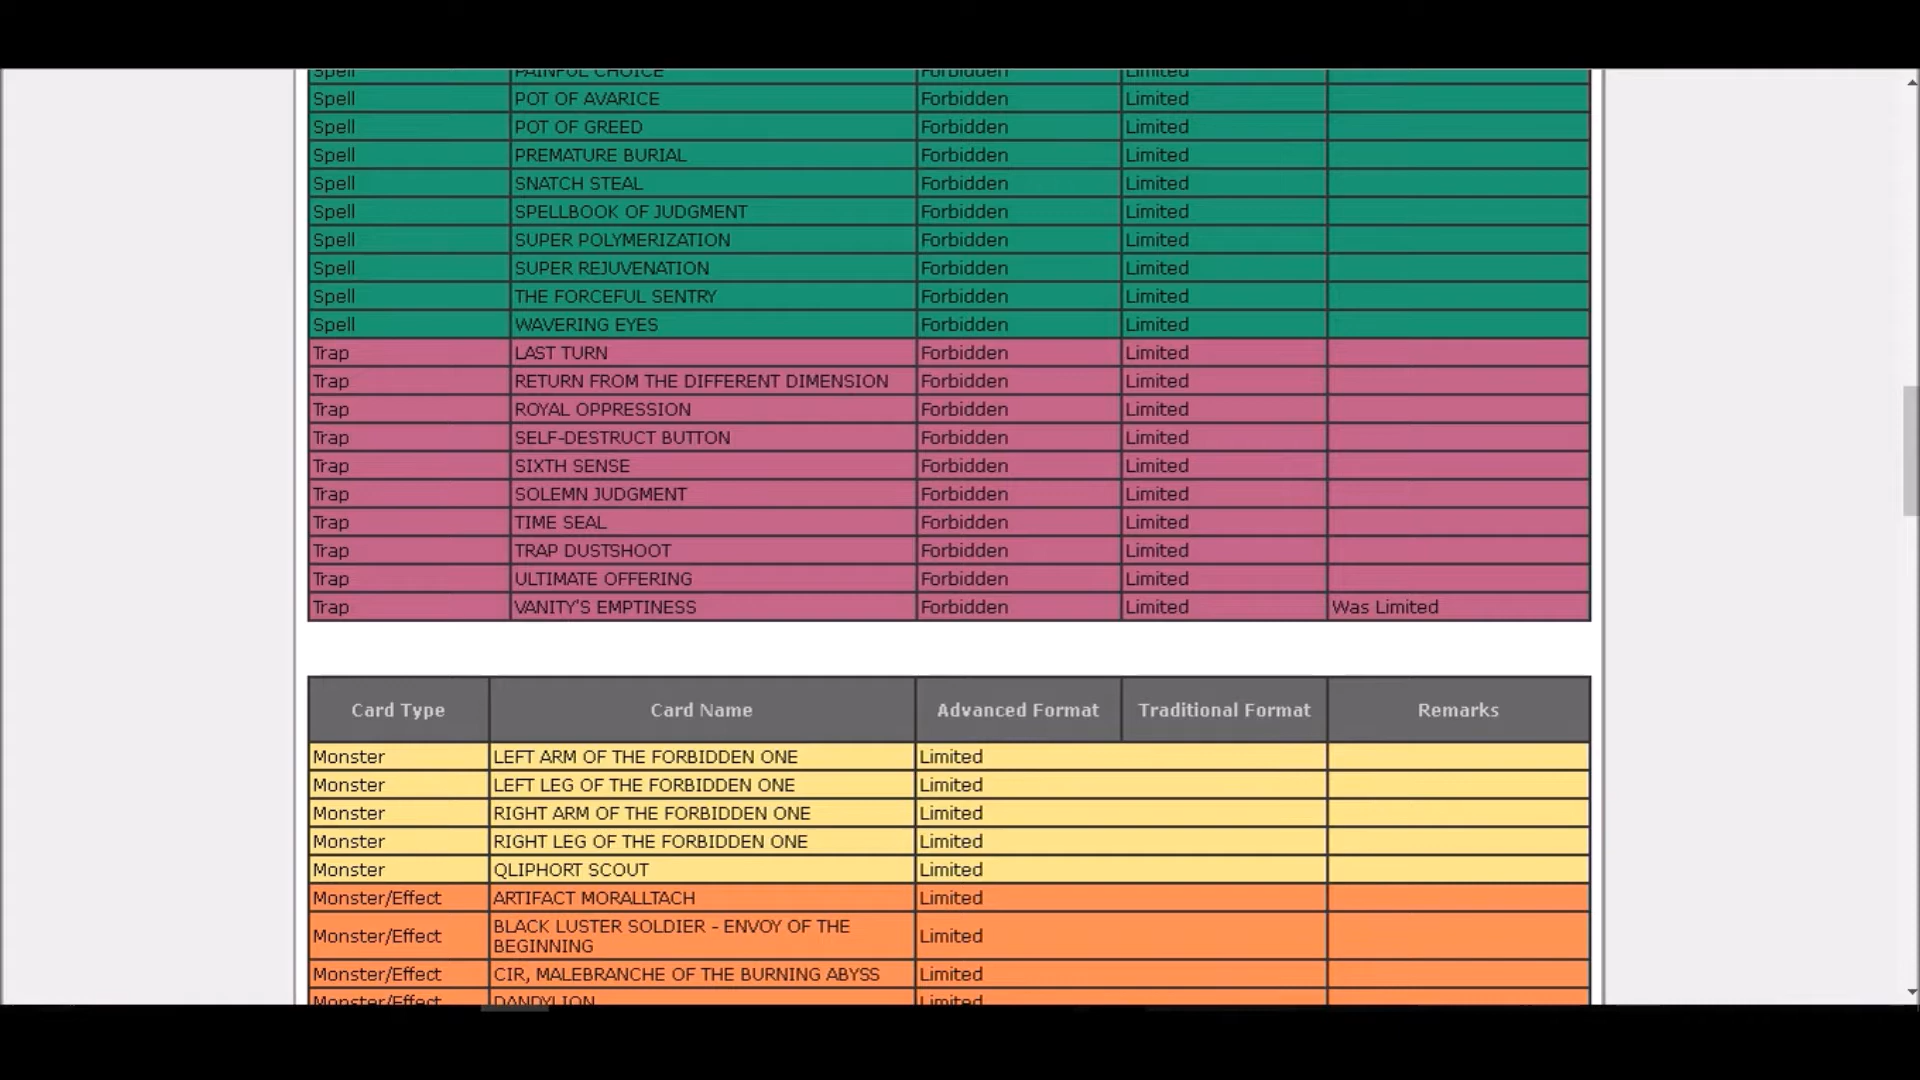 Spell PAINFUL CHOICE Forbidden Limited
Spell POT OF AVARICE Forbidden Limited
Spell POT OF GREED Forbidden Limited
Spell PREMATURE BURIAL Forbidden Limited
Spell SNATCH STEAL Forbidden Limited
Spell SPELLBOOK OF JUDGMENT Forbidden Limited
Spell SUPER POLYMERIZATION Forbidden Limited
Spell SUPER REJUVENATION Forbidden Limited
Spell THE FORCEFUL SENTRY Forbidden Limited
Spell WAVERING EYES Forbidden Limited
Trap LAST TURN Forbidden Limited
Trap RETURN FROM THE DIFFERENT DIMENSION Forbidden Limited
Trap ROYAL OPPRESSION Forbidden Limited
Trap SELF-DESTRUCT BUTTON Forbidden Limited
Trap SIXTH SENSE Forbidden Limited
Trap SOLEMN JUDGMENT Forbidden Limited
Trap TIME SEAL Forbidden Limited
Trap TRAP DUSTSHOOT Forbidden Limited
Trap ULTIMATE OFFERING Forbidden Limited
Trap VANITY'S EMPTINESS Forbidden Limited Was Limited
Card Type Card Name Advanced Format Traditional Format Remarks
Monster LEFT ARM OF THE FORBIDDEN ONE Limited
Monster LEFT LEG OF THE FORBIDDEN ONE Limited
Monster RIGHT ARM OF THE FORBIDDEN ONE Limited
Monster RIGHT LEG OF THE FORBIDDEN ONE Limited
Monster QLIPHORT SCOUT Limited
Monster/Effect ARTIFACT MORALLTACH Limited
Monster/Effect BLACK LUSTER SOLDIER - ENVOY OF THE
BEGINNING Limited
Monster/Effect CIR, MALEBRANCHE OF THE BURNING ABYSS Limited
Monster/Effect DANDYLION Limited